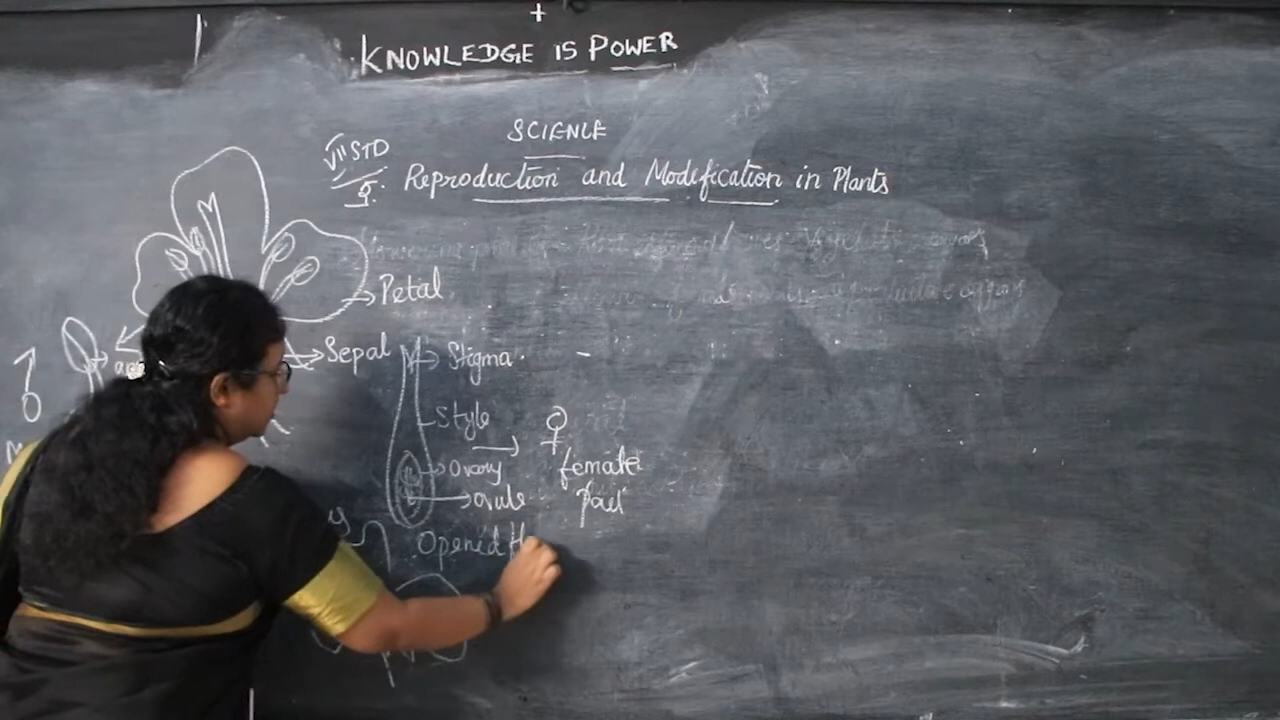 KNOWLEDGE IS POWER
SCIENCE
VII STD
5. Reproduction and Modification in Plants
Petal
Sepal
Stigma
Style
Ovary
ovule
♀
female
part
Opened